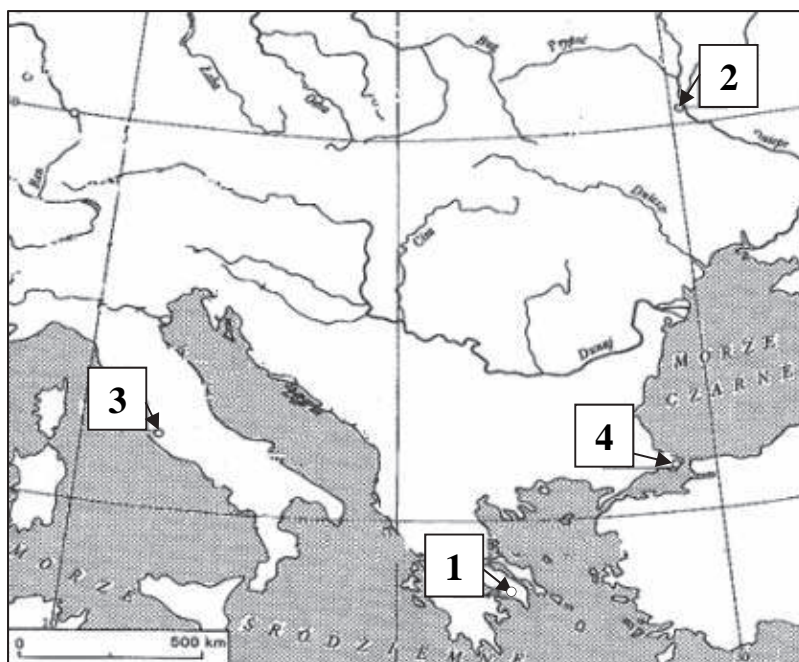 Ren
Łaba
Odra
Bug
Prypeć
2
Dniepr
Dniestr
Cisa
Dunaj
MORZE
CZARNE
3
4
1
MORZE
ŚRÓDZIEMNE
0 500 km